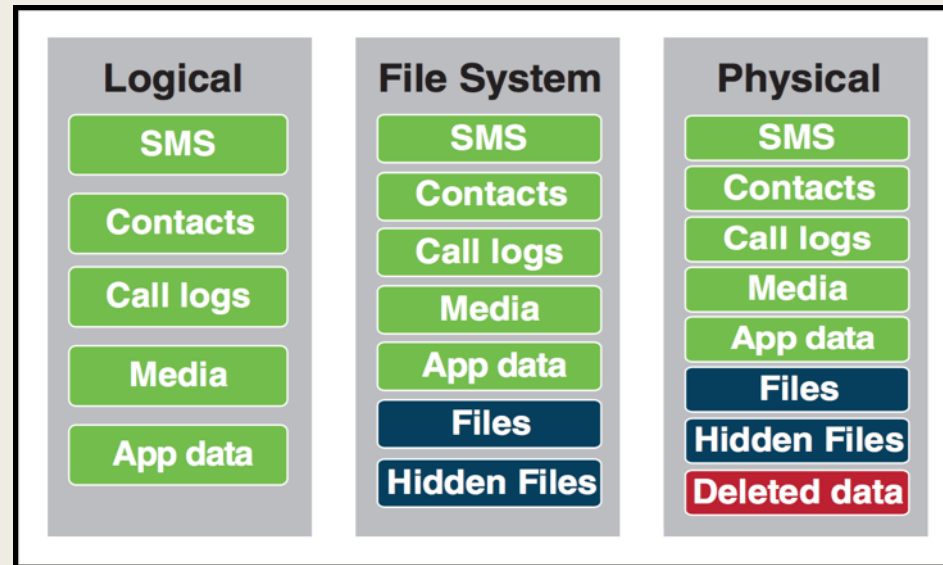 Logical
SMS
Contacts
Call logs
Media
App data
File System
SMS
Contacts
Call logs
Media
App data
Files
Hidden Files
Physical
SMS
Contacts
Call logs
Media
App data
Files
Hidden Files
Deleted data